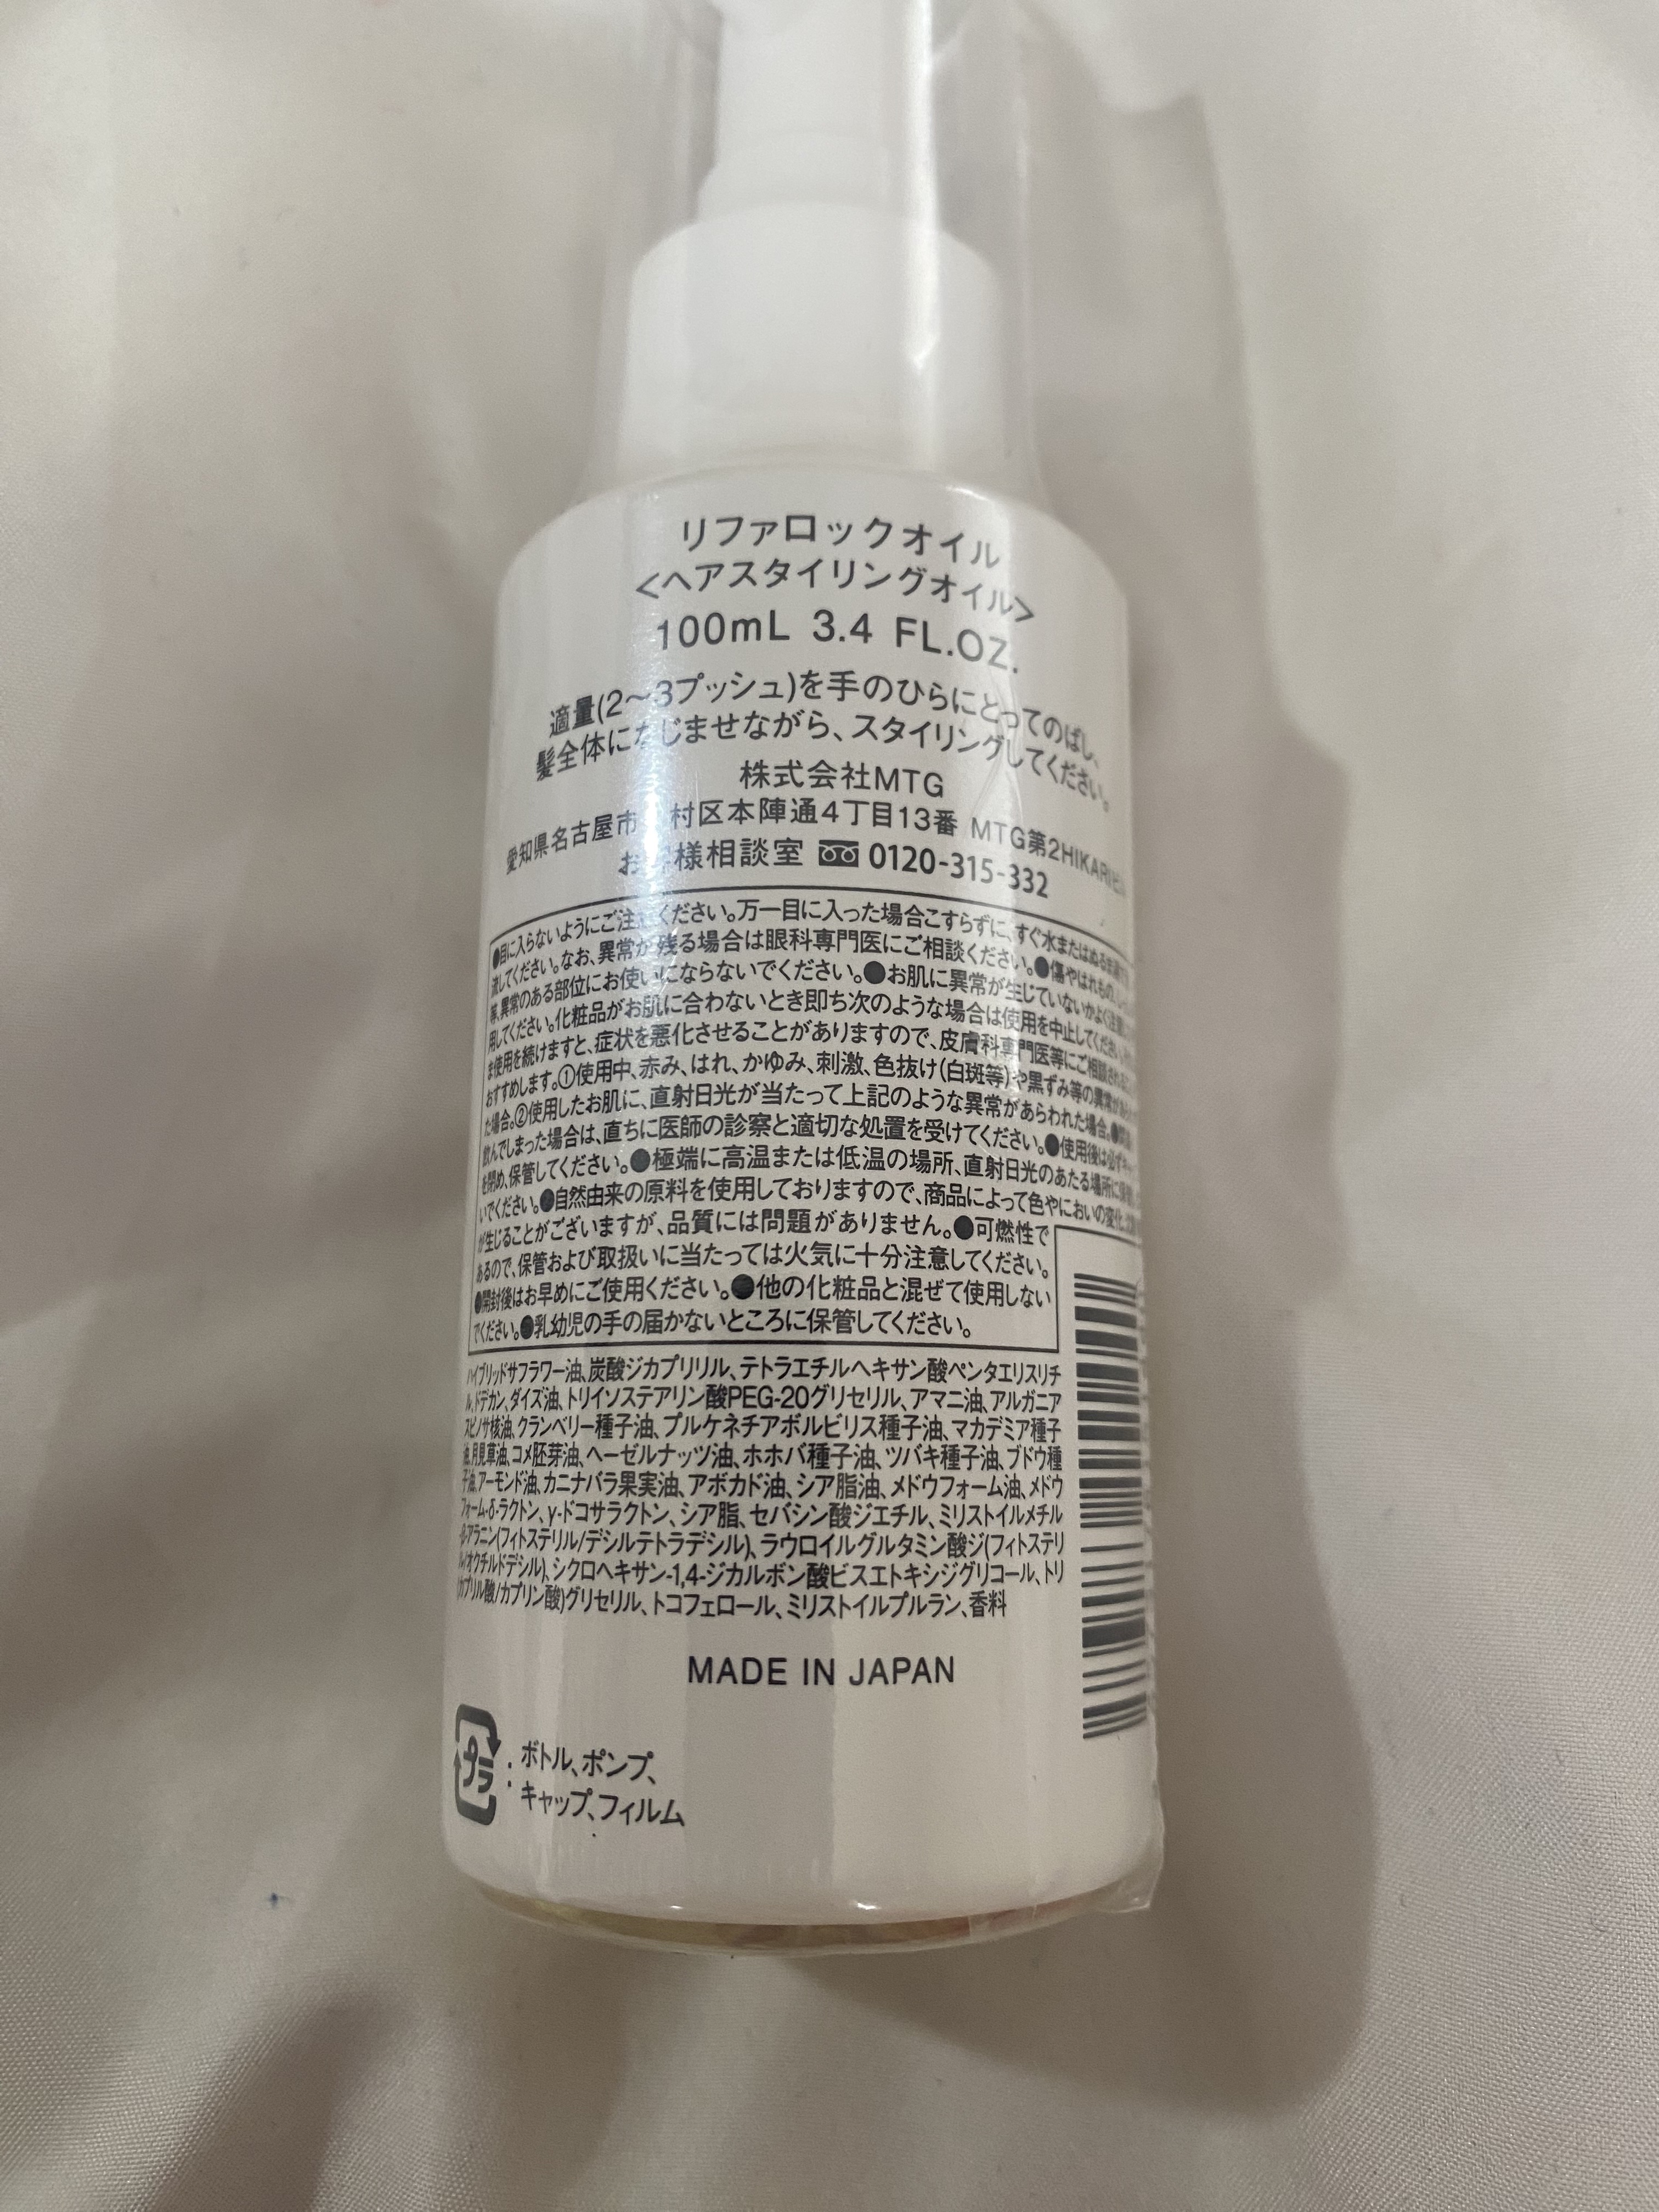 リファロックオイル
<ヘアスタイリングオイル>
100mL 3.4 FL.OZ.
適量(2〜3プッシュ)を手のひらにとってのばし、
髪全体になじませながら、スタイリングしてください。
株式会社MTG
愛知県名古屋市 村区本陣通4丁目13番 MTG第2HIKARIビル
お客様相談室 0120-315-332
●目に入らないようにご注意ください。万一目に入った場合こすらずに、すぐ水またはぬるま湯で
流してください。なお、異常が残る場合は眼科専門医にご相談ください。●傷やはれもの、
等、異常のある部位にお使いにならないでください。●お肌に異常が生じていないかよく注意し
用してください。化粧品がお肌に合わないとき即ち次のような場合は使用を中止してください。
ま使用を続けますと、症状を悪化させることがありますので、皮膚科専門医等にご相談される
おすすめします。①使用中、赤み、はれ、かゆみ、刺激、色抜け(白斑等)や黒ずみ等の異常が
た場合。②使用したお肌に、直射日光が当たって上記のような異常があらわれた場合。●
飲んでしまった場合は、直ちに医師の診察と適切な処置を受けてください。●使用後は必ず
を閉め、保管してください。●極端に高温または低温の場所、直射日光のあたる場所に保管
いでください。●自然由来の原料を使用しておりますので、商品によって色やにおいの変化、
が生じることがございますが、品質には問題がありません。●可燃性で
あるので、保管および取扱いに当たっては火気に十分注意してください。
●開封後はお早めにご使用ください。●他の化粧品と混ぜて使用しない
でください。●乳幼児の手の届かないところに保管してください。
ハイブリッドサフラワー油、炭酸ジカプリリル、テトラエチルヘキサン酸ペンタエリスリチ
ル、ドデカン、ダイズ油、トリイソステアリン酸PEG-20グリセリル、アマニ油、アルガニア
スピノサ核油、クランベリー種子油、プルケネチアボルビリス種子油、マカデミア種子
油、月見草油、コメ胚芽油、ヘーゼルナッツ油、ホホバ種子油、ツバキ種子油、ブドウ種
子油、アーモンド油、カニナバラ果実油、アボカド油、シア脂油、メドウフォーム油、メドウ
フォーム-δ-ラクトン、γ-ドコサラクトン、シア脂、セバシン酸ジエチル、ミリストイルメチル
-β-アラニン(フィトステリル/デシルテトラデシル)、ラウロイルグルタミン酸ジ(フィトステリ
ル/オクチルドデシル)、シクロヘキサン-1,4-ジカルボン酸ビスエトキシジグリコール、トリ
(カプリル酸/カプリン酸)グリセリル、トコフェロール、ミリストイルプルラン、香料
MADE IN JAPAN
プラ : ボトル、ポンプ、
キャップ、フィルム